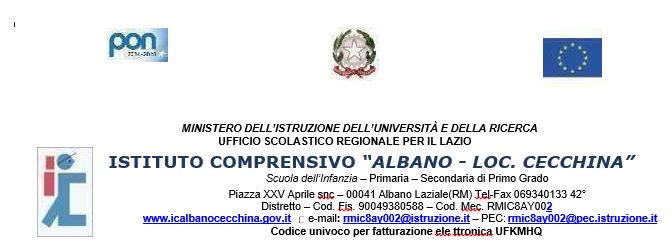 pon
2014-2020
MINISTERO DELL'ISTRUZIONE DELL'UNIVERSITÀ E DELLA RICERCA
UFFICIO SCOLASTICO REGIONALE PER IL LAZIO
ISTITUTO COMPRENSIVO "ALBANO - LOC. CECCHINA"
Scuola dell'Infanzia – Primaria – Secondaria di Primo Grado
Piazza XXV Aprile snc – 00041 Albano Laziale(RM) Tel-Fax 069340133 42°
Distretto – Cod. Fis. 90049380588 – Cod. Mec. RMIC8AY002
www.icalbanocecchina.gov.it e-mail: rmic8ay002@istruzione.it – PEC: rmic8ay002@pec.istruzione.it
Codice univoco per fatturazione ele ttronica UFKMHQ